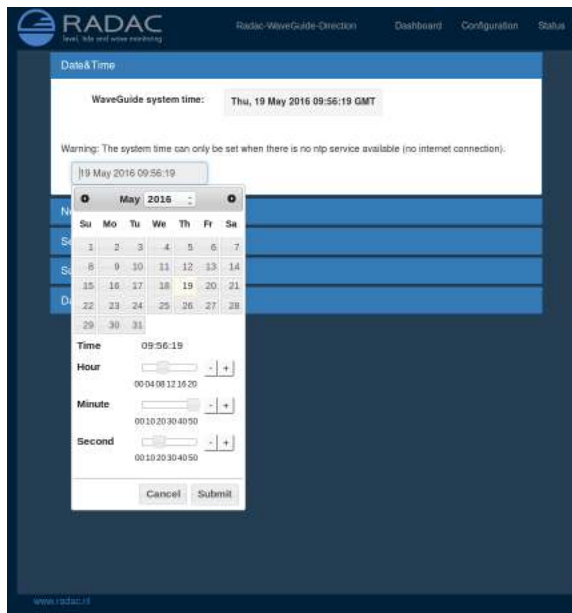 RADAC
level, tide and wave monitoring
Radac-WaveGuide-Direction Dashboard Configuration Status
Date&Time
WaveGuide system time: Thu, 19 May 2016 09:56:19 GMT
Warning: The system time can only be set when there is no ntp service available (no internet connection).
19 May 2016 09:56:19
May 2016
Su Mo Tu We Th Fr Sa
1 2 3 4 5 6 7
8 9 10 11 12 13 14
15 16 17 18 19 20 21
22 23 24 25 26 27 28
29 30 31
Time 09:56:19
Hour - +
00 04 08 12 16 20
Minute - +
00 10 20 30 40 50
Second - +
00 10 20 30 40 50
Cancel Submit
www.radac.nl